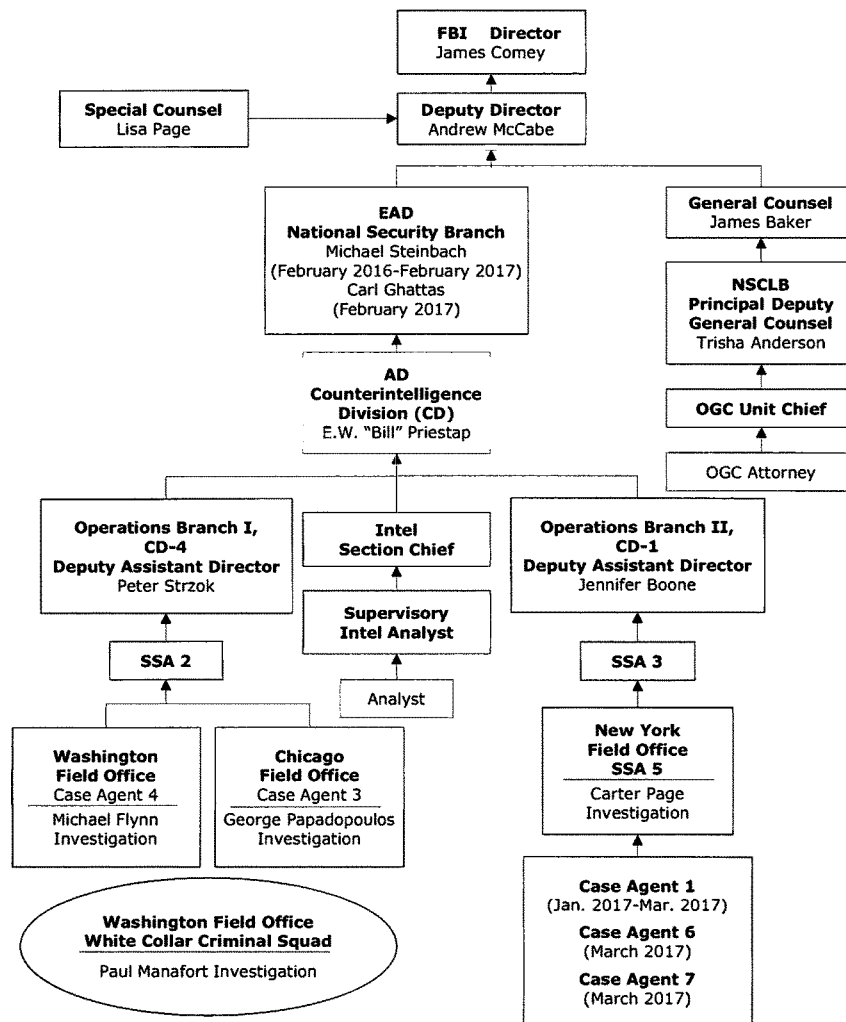 FBI Director
James Comey
Special Counsel
Lisa Page
Deputy Director
Andrew McCabe
EAD
National Security Branch
Michael Steinbach
(February 2016-February 2017)
Carl Ghattas
(February 2017)
General Counsel
James Baker
NSCLB
Principal Deputy
General Counsel
Trisha Anderson
AD
Counterintelligence
Division (CD)
E.W. "Bill" Priestap
OGC Unit Chief
OGC Attorney
Operations Branch I,
CD-4
Deputy Assistant Director
Peter Strzok
Intel
Section Chief
Operations Branch II,
CD-1
Deputy Assistant Director
Jennifer Boone
Supervisory
Intel Analyst
SSA 2
Analyst
SSA 3
Washington
Field Office
Case Agent 4
Michael Flynn
Investigation
Chicago
Field Office
Case Agent 3
George Papadopoulos
Investigation
New York
Field Office
SSA 5
Carter Page
Investigation
Washington Field Office
White Collar Criminal Squad
Paul Manafort Investigation
Case Agent 1
(Jan. 2017-Mar. 2017)
Case Agent 6
(March 2017)
Case Agent 7
(March 2017)